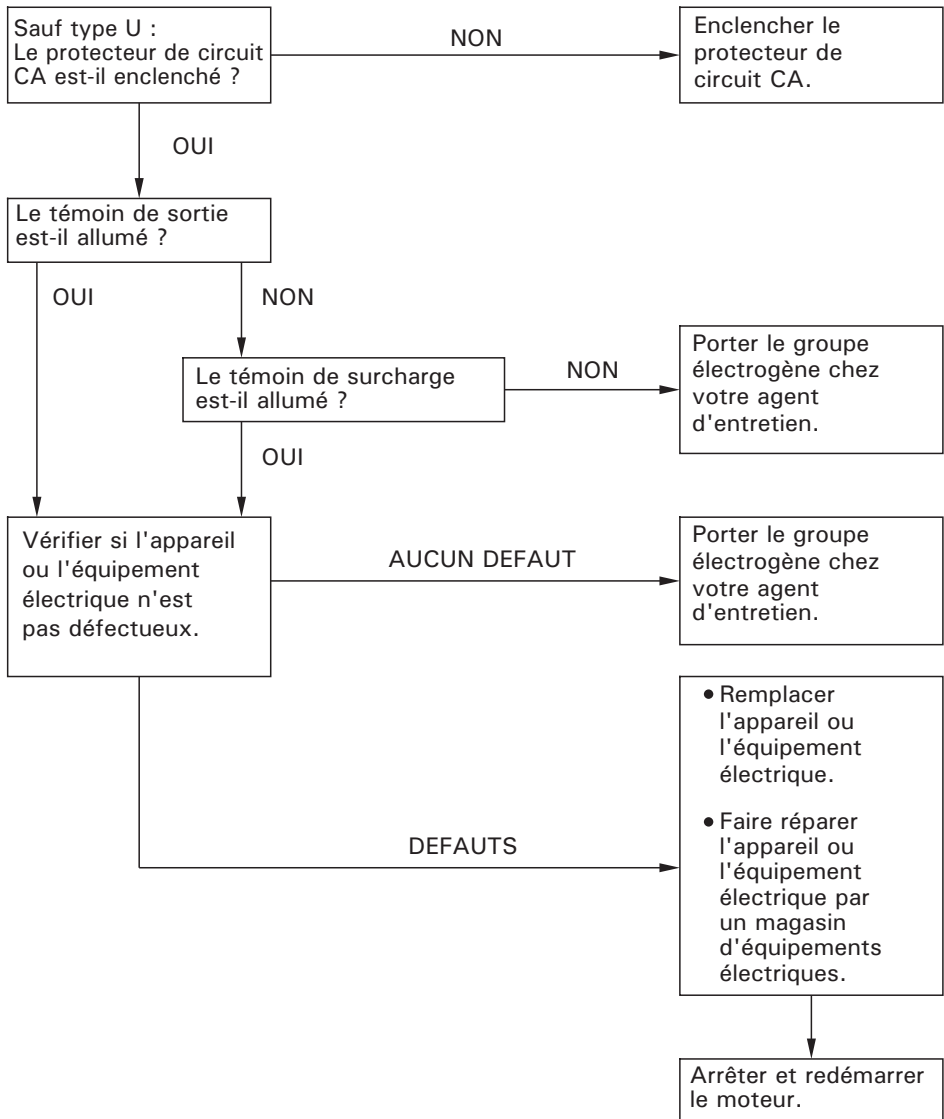 Sauf type U :
Le protecteur de circuit
CA est-il enclenché ?
NON
Enclencher le
protecteur de
circuit CA.
OUI
Le témoin de sortie
est-il allumé ?
OUI
NON
Le témoin de surcharge
est-il allumé ?
NON
Porter le groupe
électrogène chez
votre agent
d'entretien.
OUI
Vérifier si l'appareil
ou l'équipement
électrique n'est
pas défectueux.
AUCUN DEFAUT
Porter le groupe
électrogène chez
votre agent
d'entretien.
DEFAUTS
● Remplacer
l'appareil ou
l'équipement
électrique.
● Faire réparer
l'appareil ou
l'équipement
électrique par
un magasin
d'équipements
électriques.
Arrêter et redémarrer
le moteur.